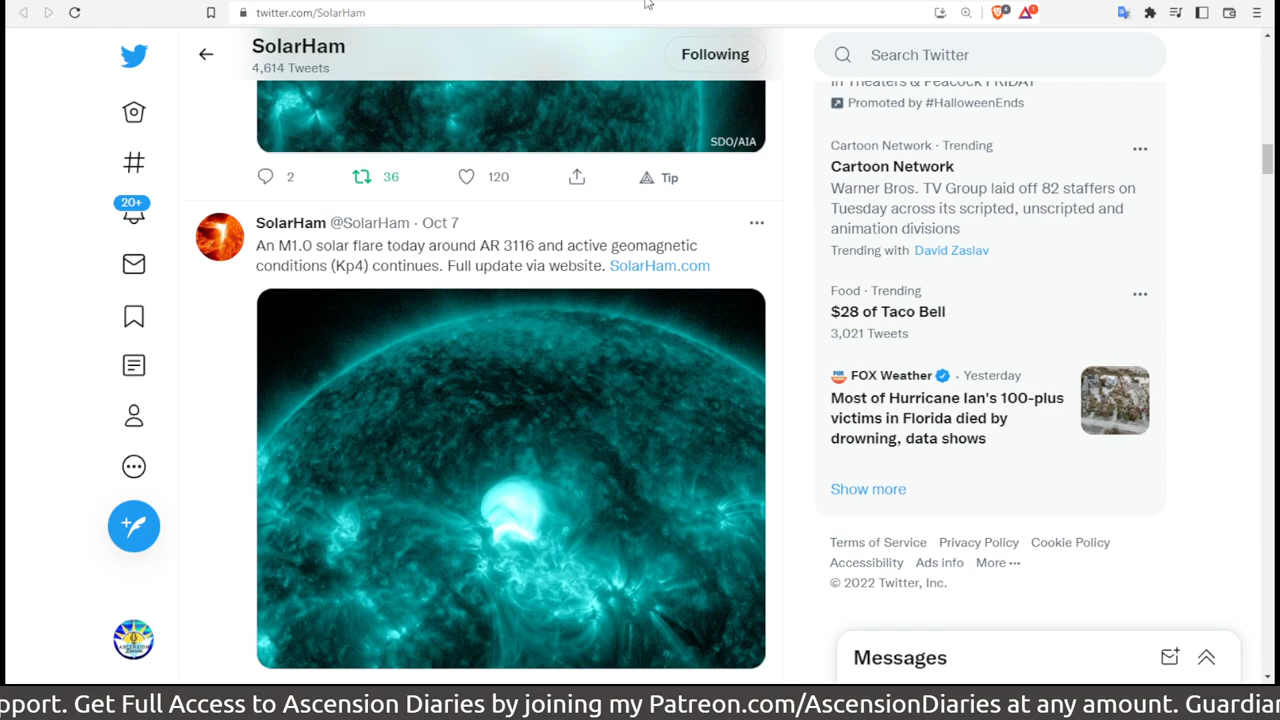 twitter.com/SolarHam
4
1
SolarHam
4,614 Tweets
Following
SDO/AIA
2
36
120
Tip
20+
SolarHam @SolarHam · Oct 7
An M1.0 solar flare today around AR 3116 and active geomagnetic
conditions (Kp4) continues. Full update via website. SolarHam.com
Search Twitter
In Theaters & Peacock FRIDAY
Promoted by #HalloweenEnds
Cartoon Network · Trending
Cartoon Network
Warner Bros. TV Group laid off 82 staffers on
Tuesday across its scripted, unscripted and
animation divisions
Trending with David Zaslav
Food · Trending
$28 of Taco Bell
3,021 Tweets
FOX Weather · Yesterday
Most of Hurricane Ian's 100-plus
victims in Florida died by
drowning, data shows
Show more
Terms of Service Privacy Policy Cookie Policy
Accessibility Ads info More ···
© 2022 Twitter, Inc.
Messages
ASCENSION
pport. Get Full Access to Ascension Diaries by joining my Patreon.com/AscensionDiaries at any amount. Guardia